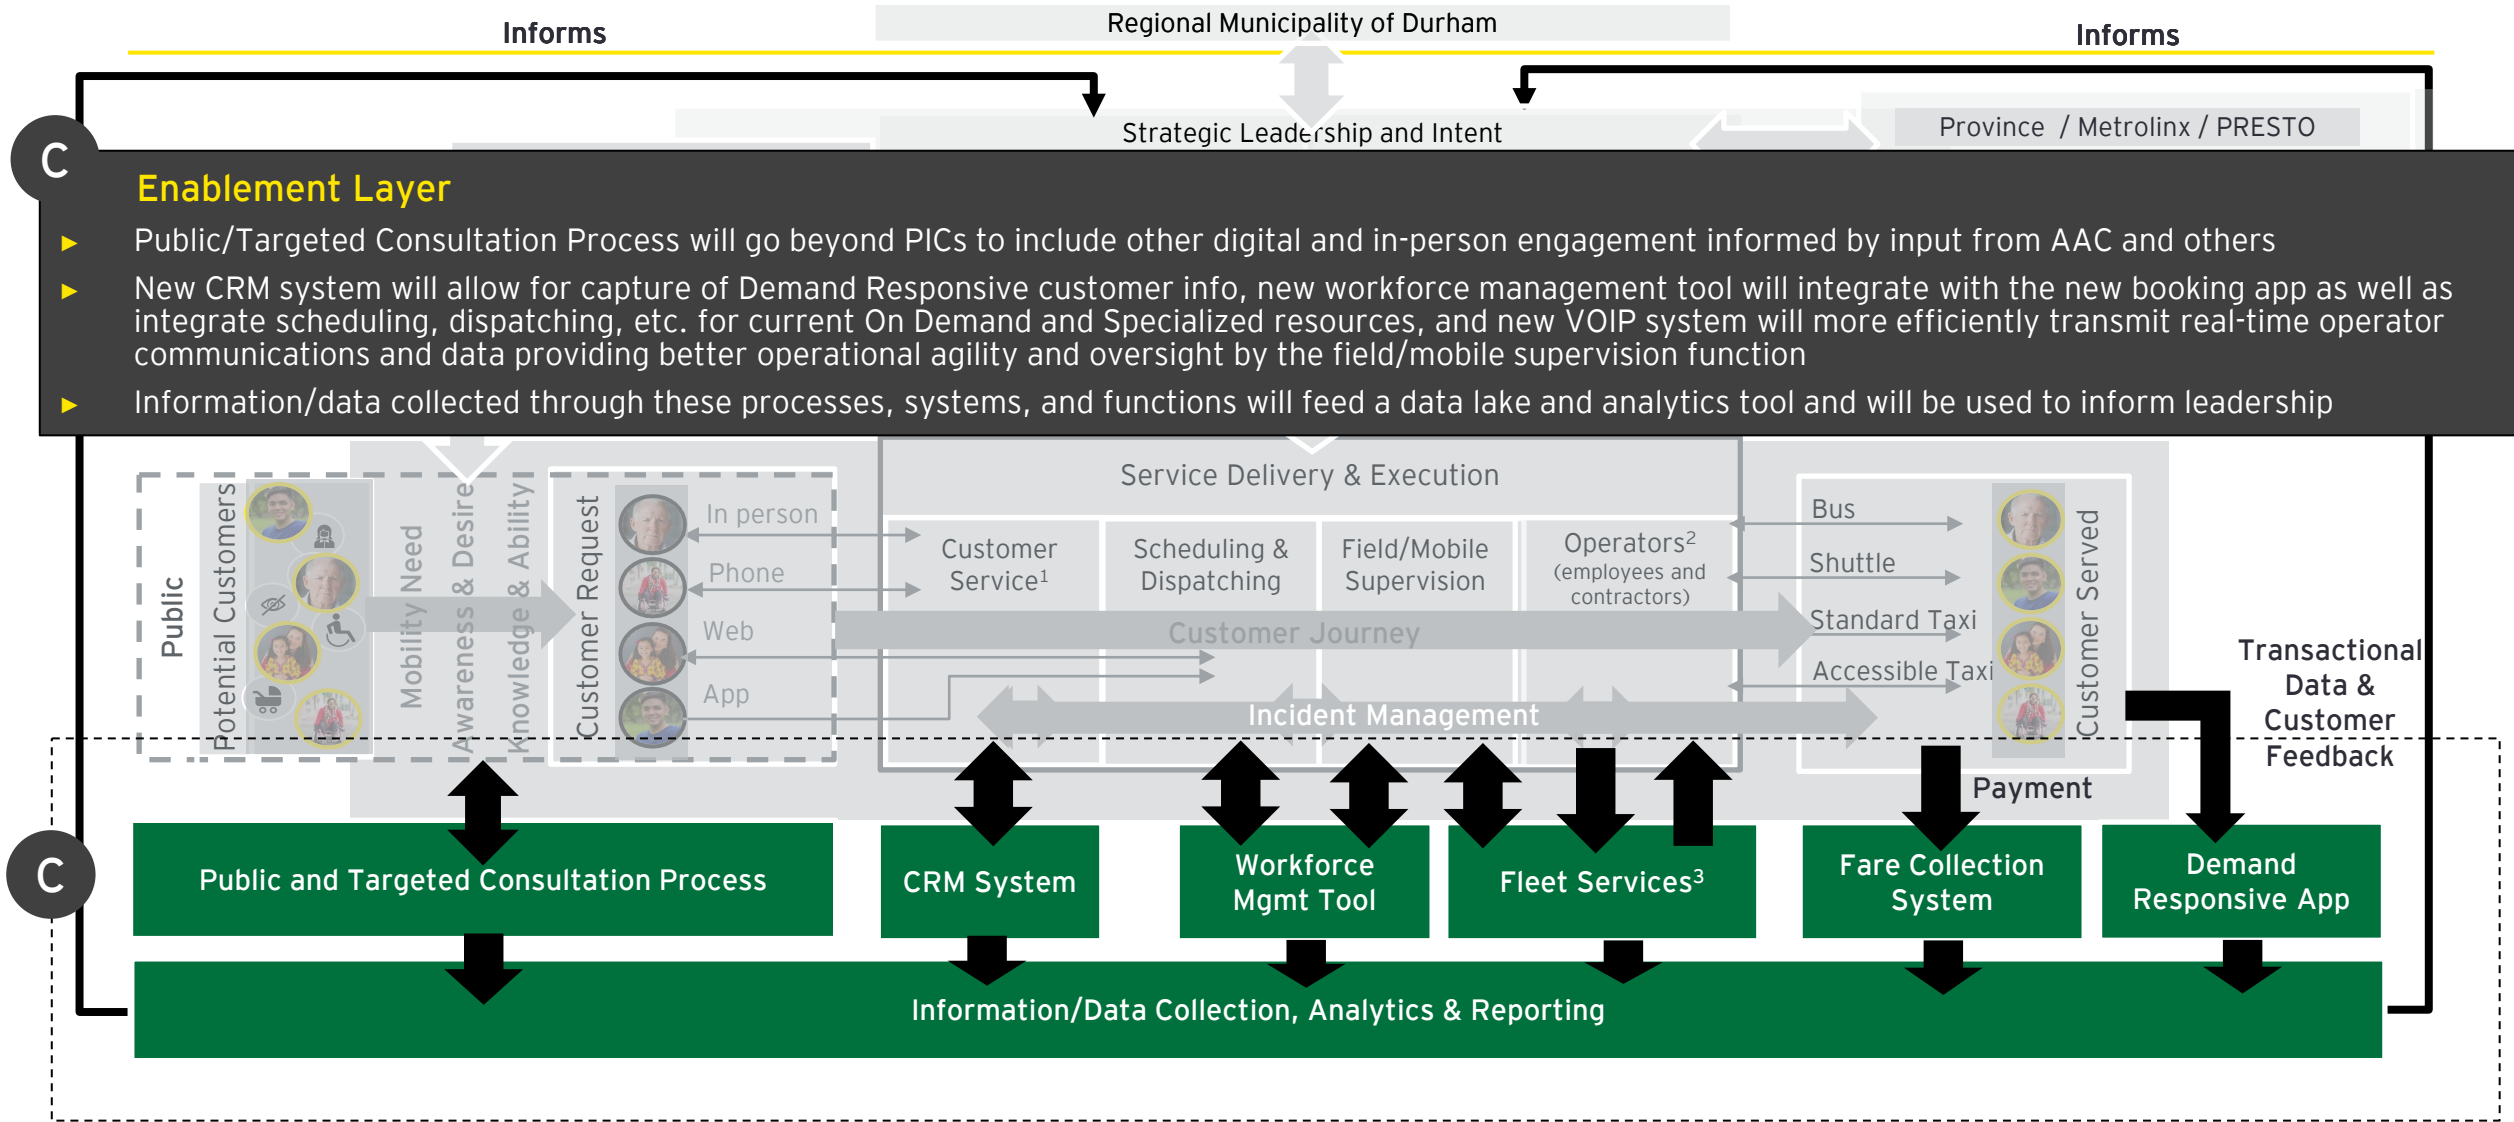 Informs
Regional Municipality of Durham
Informs
Strategic Leadership and Intent
Province / Metrolinx / PRESTO
C
Enablement Layer
► Public/Targeted Consultation Process will go beyond PICs to include other digital and in-person engagement informed by input from AAC and others
► New CRM system will allow for capture of Demand Responsive customer info, new workforce management tool will integrate with the new booking app as well as
integrate scheduling, dispatching, etc. for current On Demand and Specialized resources, and new VOIP system will more efficiently transmit real-time operator
communications and data providing better operational agility and oversight by the field/mobile supervision function
► Information/data collected through these processes, systems, and functions will feed a data lake and analytics tool and will be used to inform leadership
Public
Potential Customers
Mobility Need
Awareness & Desire
Knowledge & Ability
Customer Request
In person
Phone
Web
App
Service Delivery & Execution
Customer
Service¹
Scheduling &
Dispatching
Field/Mobile
Supervision
Operators²
(employees and
contractors)
Customer Journey
Incident Management
Bus
Shuttle
Standard Taxi
Accessible Taxi
Customer Served
Transactional
Data &
Customer
Feedback
Payment
C
Public and Targeted Consultation Process
CRM System
Workforce
Mgmt Tool
Fleet Services³
Fare Collection
System
Demand
Responsive App
Information/Data Collection, Analytics & Reporting